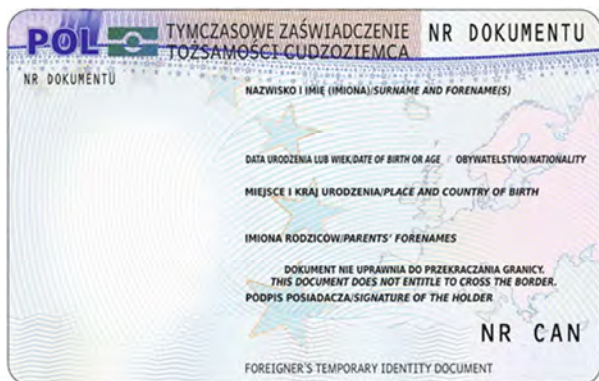 POL TYMCZASOWE ZAŚWIADCZENIE NR DOKUMENTU
TOŻSAMOŚCI CUDZOZIEMCA
NR DOKUMENTU
NAZWISKO I IMIĘ (IMIONA)/SURNAME AND FORENAME(S)
DATA URODZENIA LUB WIEK/DATE OF BIRTH OR AGE / OBYWATELSTWO/NATIONALITY
MIEJSCE I KRAJ URODZENIA/PLACE AND COUNTRY OF BIRTH
IMIONA RODZICÓW/PARENTS' FORENAMES
DOKUMENT NIE UPRAWNIA DO PRZEKRACZANIA GRANICY.
THIS DOCUMENT DOES NOT ENTITLE TO CROSS THE BORDER.
PODPIS POSIADACZA/SIGNATURE OF THE HOLDER
NR CAN
FOREIGNER'S TEMPORARY IDENTITY DOCUMENT